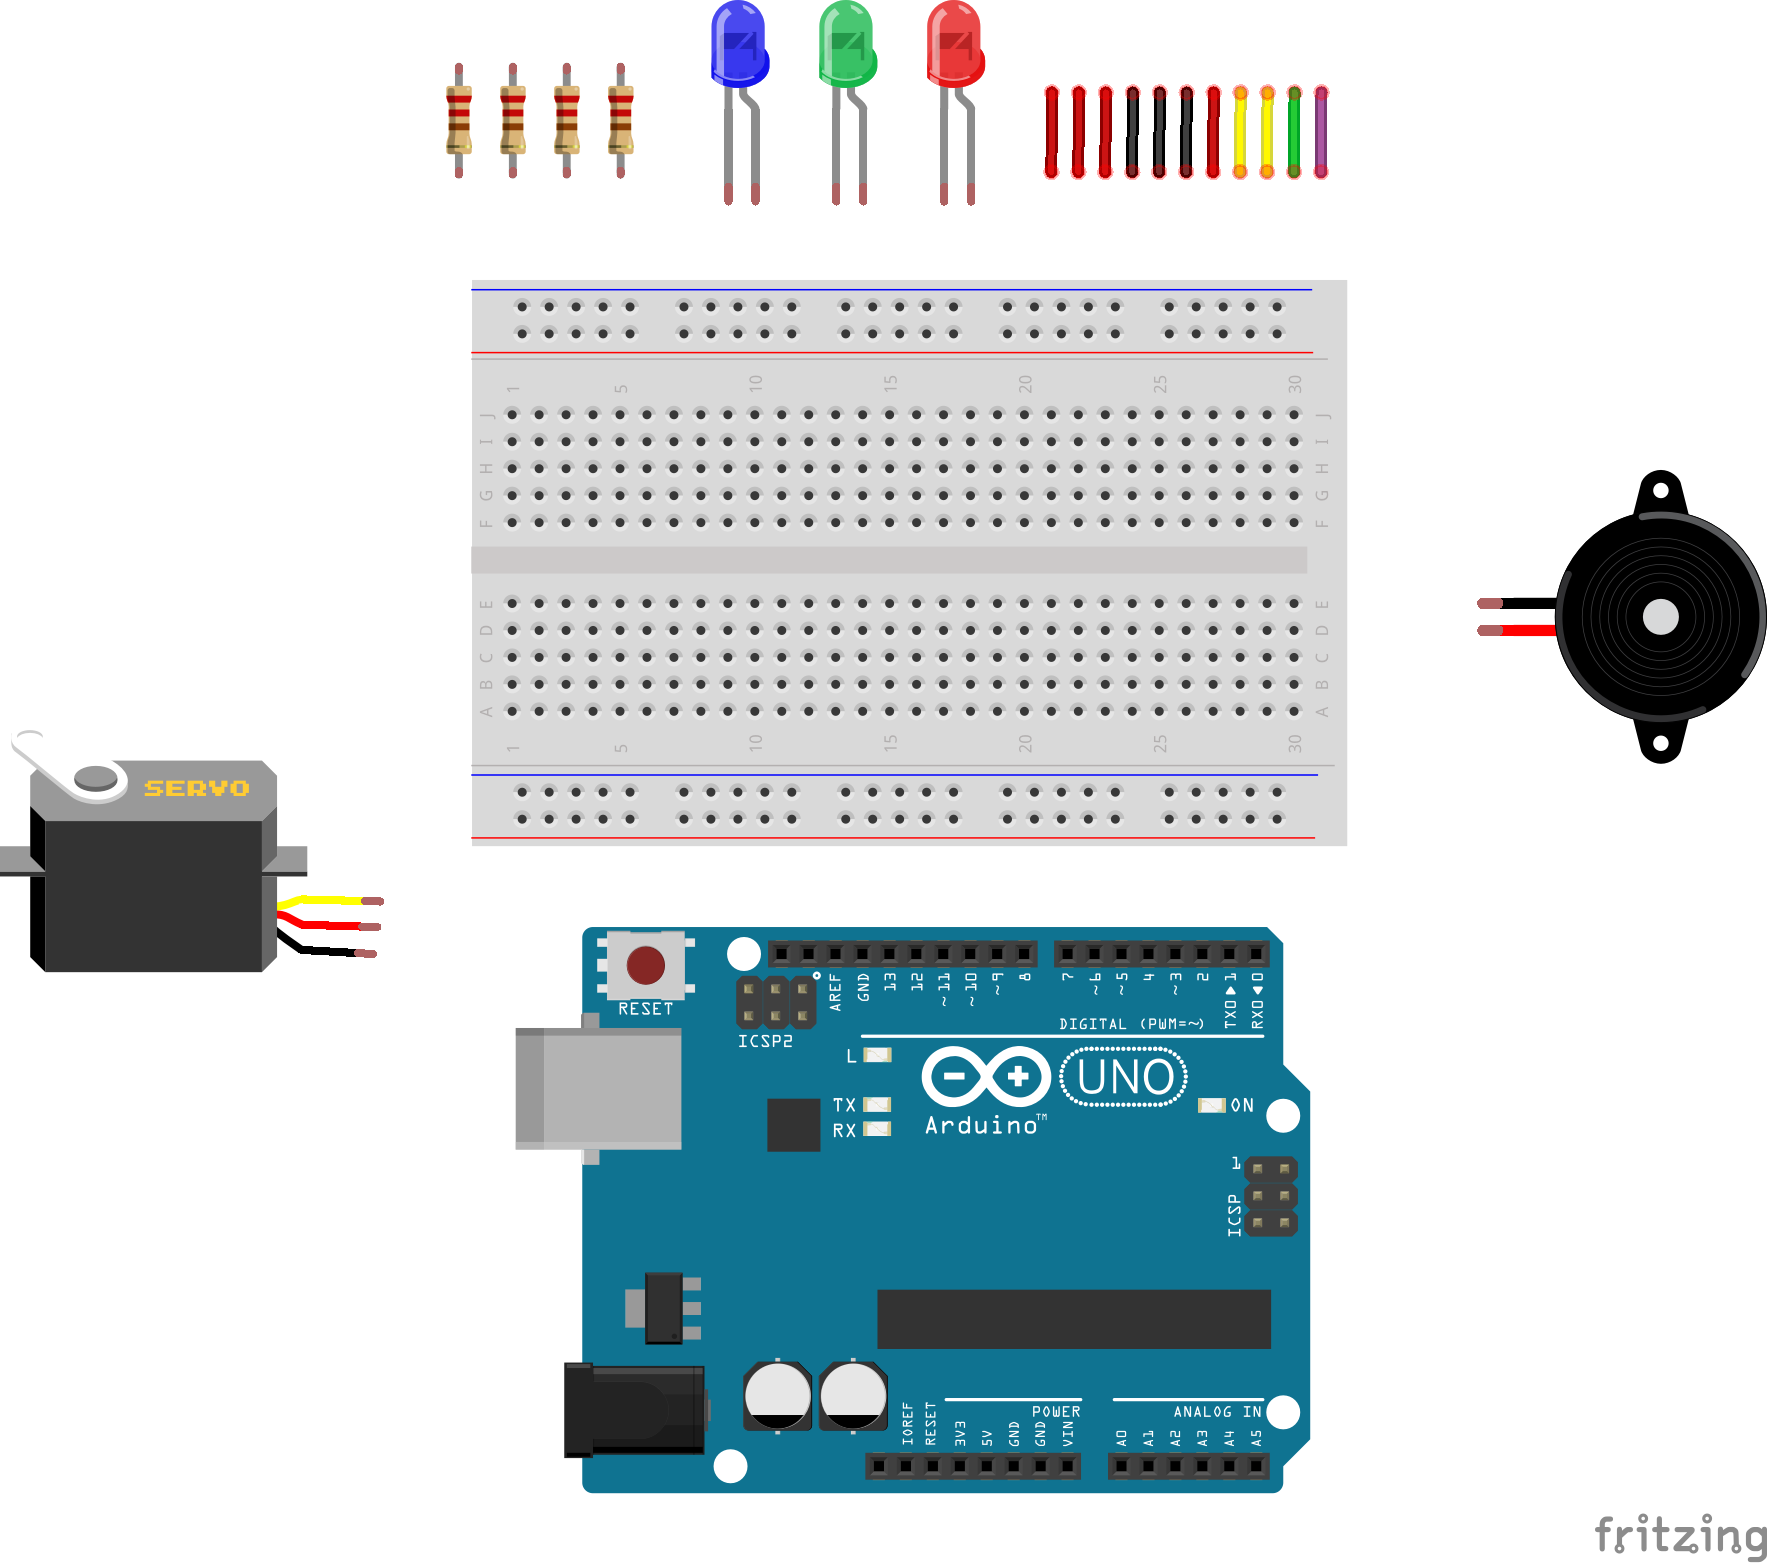 1 5 10 15 20 25 30
J J
I I
H H
G G
F F
E E
D D
C C
B B
A A
1 5 10 15 20 25 30
SERVO
RESET
AREF GND 13 12 ~11 ~10 ~9 8 7 ~6 ~5 4 ~3 2 TX0▶1 RX0◀0
DIGITAL (PWM=~)
ICSP2
L
UNO
TX
ON
RX
Arduino™
1
ICSP
POWER
ANALOG IN
IOREF RESET 3V3 5V GND GND VIN A0 A1 A2 A3 A4 A5
fritzing